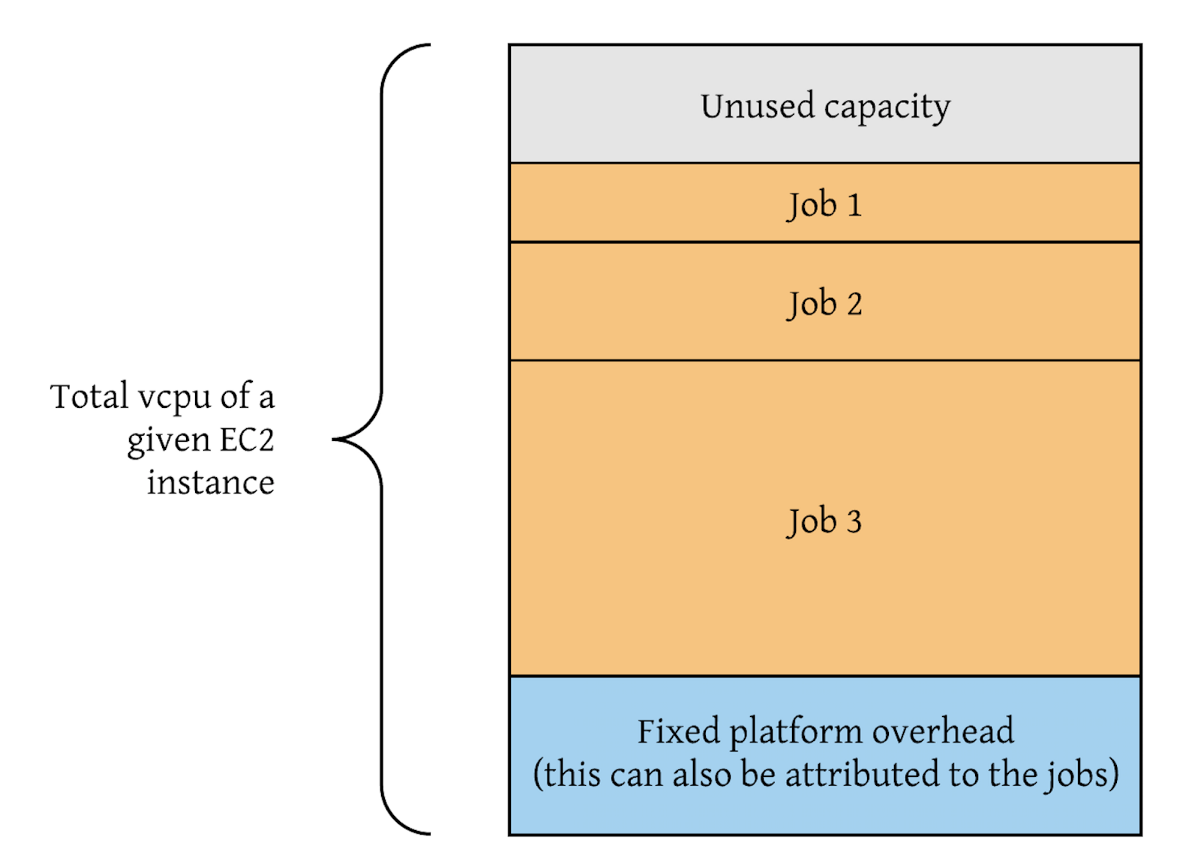 Unused capacity
Job 1
Job 2
Total vcpu of a
given EC2
instance
Job 3
Fixed platform overhead
(this can also be attributed to the jobs)